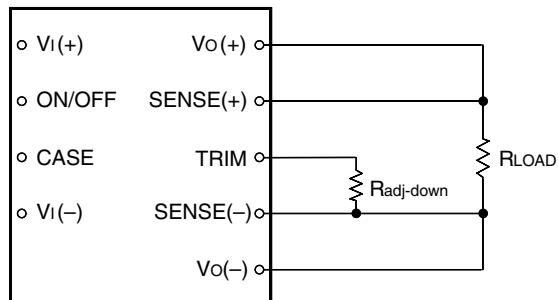 VI(+) VO(+)
ON/OFF SENSE(+)
CASE TRIM
RLOAD
Radj-down
VI(–) SENSE(–)
VO(–)